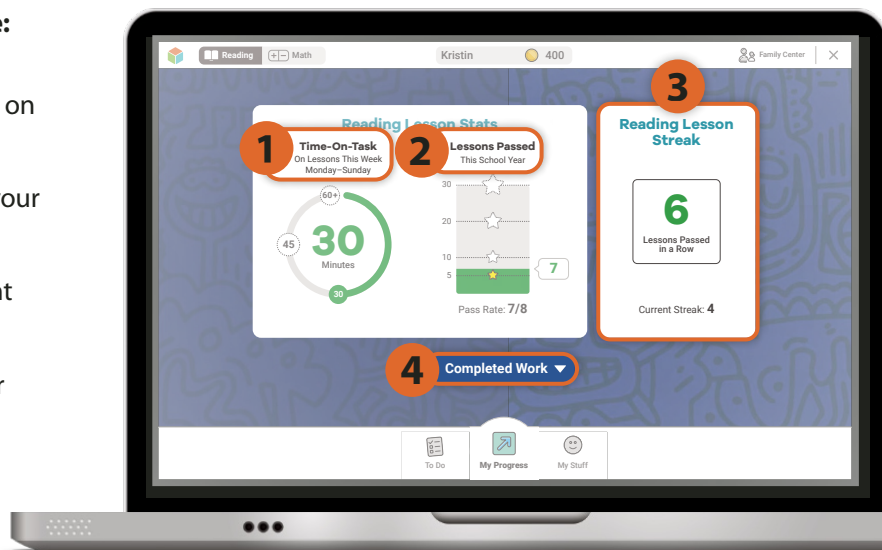 e:
on
your
nt
r
Reading
Math
Kristin
400
Family Center
3
Reading Lesson Stats
1
Time-On-Task
On Lessons This Week
Monday–Sunday
60+
45
30
Minutes
30
2
Lessons Passed
This School Year
30
20
10
5
7
Pass Rate: 7/8
Reading Lesson
Streak
6
Lessons Passed
in a Row
Current Streak: 4
4
Completed Work
To Do
My Progress
My Stuff